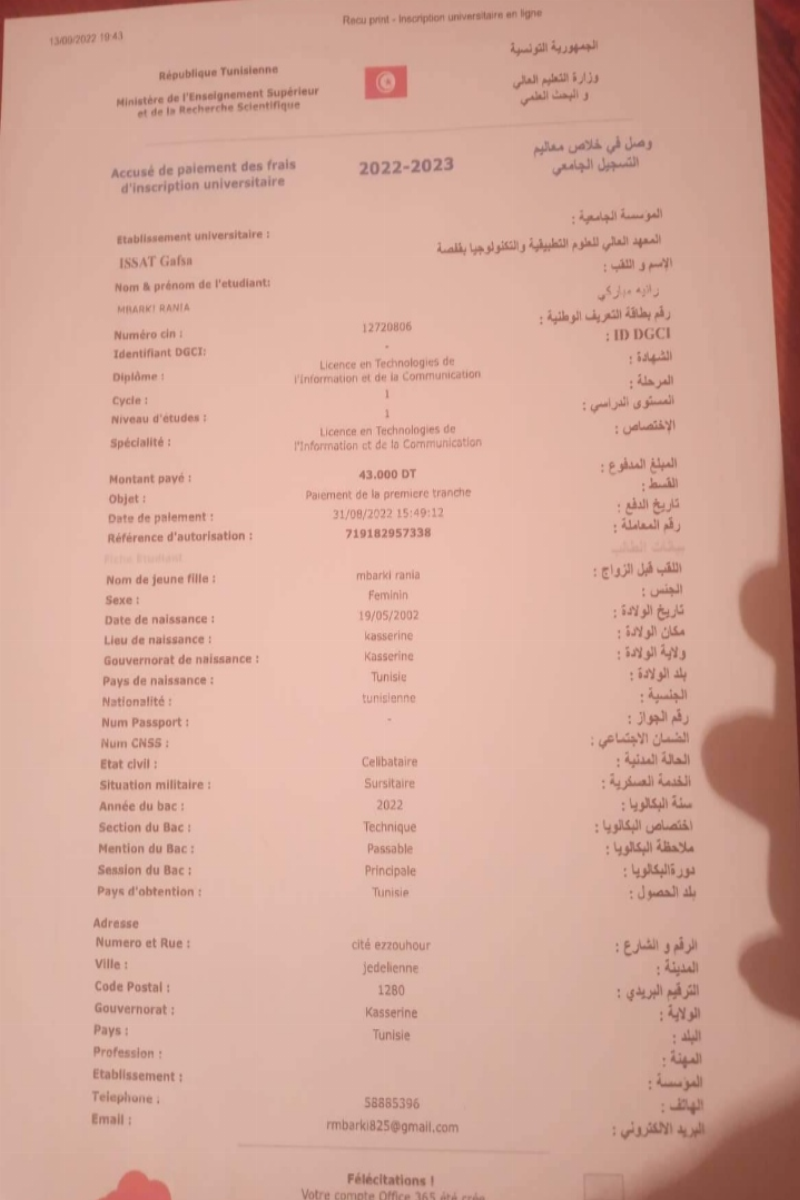 13/09/2022 19:43
Recu print - Inscription universitaire en ligne
République Tunisienne
الجمهورية التونسية
Ministère de l'Enseignement Supérieur
et de la Recherche Scientifique
وزارة التعليم العالي
و البحث العلمي
Accusé de paiement des frais
d'inscription universitaire
2022-2023
وصل في خلاص معاليم
التسجيل الجامعي
Etablissement universitaire :
المؤسسة الجامعية :
ISSAT Gafsa
المعهد العالي للعلوم التطبيقية والتكنولوجيا بقفصة
Nom & prénom de l'etudiant:
الإسم و اللقب :
MBARKI RANIA
رانيه مباركي
Numéro cin :
12720806
رقم بطاقة التعريف الوطنية :
Identifiant DGCI:
-
ID DGCI :
Diplôme :
Licence en Technologies de
l'Information et de la Communication
الشهادة :
Cycle :
1
المرحلة :
Niveau d'études :
1
المستوى الدراسي :
Spécialité :
Licence en Technologies de
l'Information et de la Communication
الإختصاص :
Montant payé :
43.000 DT
المبلغ المدفوع :
Objet :
Paiement de la premiere tranche
القسط :
Date de paiement :
31/08/2022 15:49:12
تاريخ الدفع :
Référence d'autorisation :
719182957338
رقم المعاملة :
Fiche Etudiant
بيانات الطالب
Nom de jeune fille :
mbarki rania
اللقب قبل الزواج :
Sexe :
Feminin
الجنس :
Date de naissance :
19/05/2002
تاريخ الولادة :
Lieu de naissance :
kasserine
مكان الولادة :
Gouvernorat de naissance :
Kasserine
ولاية الولادة :
Pays de naissance :
Tunisie
بلد الولادة :
Nationalité :
tunisienne
الجنسية :
Num Passport :
-
رقم الجواز :
Num CNSS :
الضمان الاجتماعي :
Etat civil :
Celibataire
الحالة المدنية :
Situation militaire :
Sursitaire
الخدمة العسكرية :
Année du bac :
2022
سنة البكالويا :
Section du Bac :
Technique
اختصاص البكالويا :
Mention du Bac :
Passable
ملاحظة البكالويا :
Session du Bac :
Principale
دورة البكالويا :
Pays d'obtention :
Tunisie
بلد الحصول :
Adresse
Numero et Rue :
cité ezzouhour
الرقم و الشارع :
Ville :
jedelienne
المدينة :
Code Postal :
1280
الترقيم البريدي :
Gouvernorat :
Kasserine
الولاية :
Pays :
Tunisie
البلد :
Profession :
المهنة :
Etablissement :
المؤسسة :
Telephone :
58885396
الهاتف :
Email :
rmbarki825@gmail.com
البريد الالكتروني :
Félécitations !
Votre compte Office 365 été crée